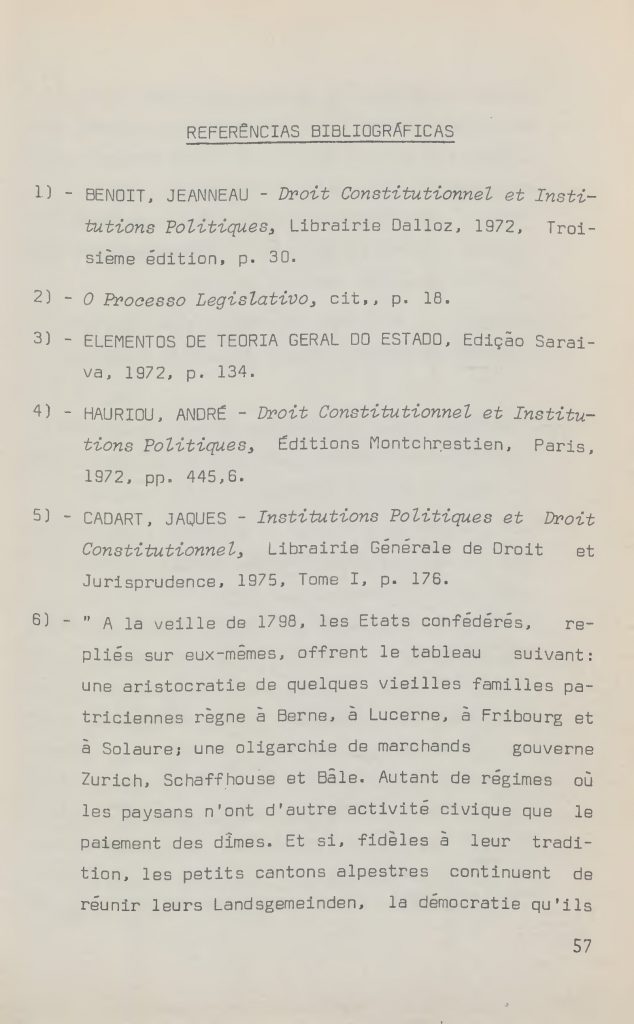 REFERÊNCIAS BIBLIOGRÁFICAS
1) - BENOIT, JEANNEAU - Droit Constitutionnel et Insti-
tutions Politiques, Librairie Dalloz, 1972, Troi-
sième édition, p. 30.
2) - O Processo Legislativo, cit,, p. 18.
3) - ELEMENTOS DE TEORIA GERAL DO ESTADO, Edição Sarai-
va, 1972, p. 134.
4) - HAURIOU, ANDRÉ - Droit Constitutionnel et Institu-
tions Politiques, Éditions Montchrestien, Paris,
1972, pp. 445,6.
5) - CADART, JAQUES - Institutions Politiques et Droit
Constitutionnel, Librairie Générale de Droit et
Jurisprudence, 1975, Tome I, p. 176.
6) - " A la veille de 1798, les Etats confédérés, re-
pliés sur eux-mêmes, offrent le tableau suivant:
une aristocratie de quelques vieilles familles pa-
triciennes règne à Berne, à Lucerne, à Fribourg et
à Solaure; une oligarchie de marchands gouverne
Zurich, Schaffhouse et Bâle. Autant de régimes où
les paysans n'ont d'autre activité civique que le
paiement des dîmes. Et si, fidèles à leur tradi-
tion, les petits cantons alpestres continuent de
réunir leurs Landsgemeinden, la démocratie qu'ils
57